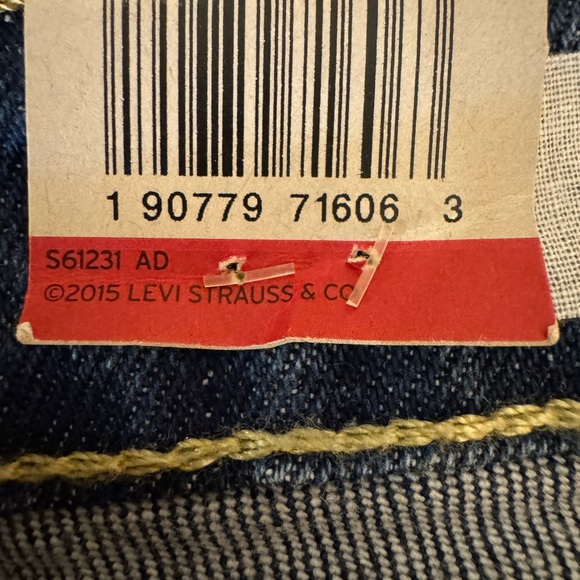 1 90779 71606 3
S61231 AD
©2015 LEVI STRAUSS & CO